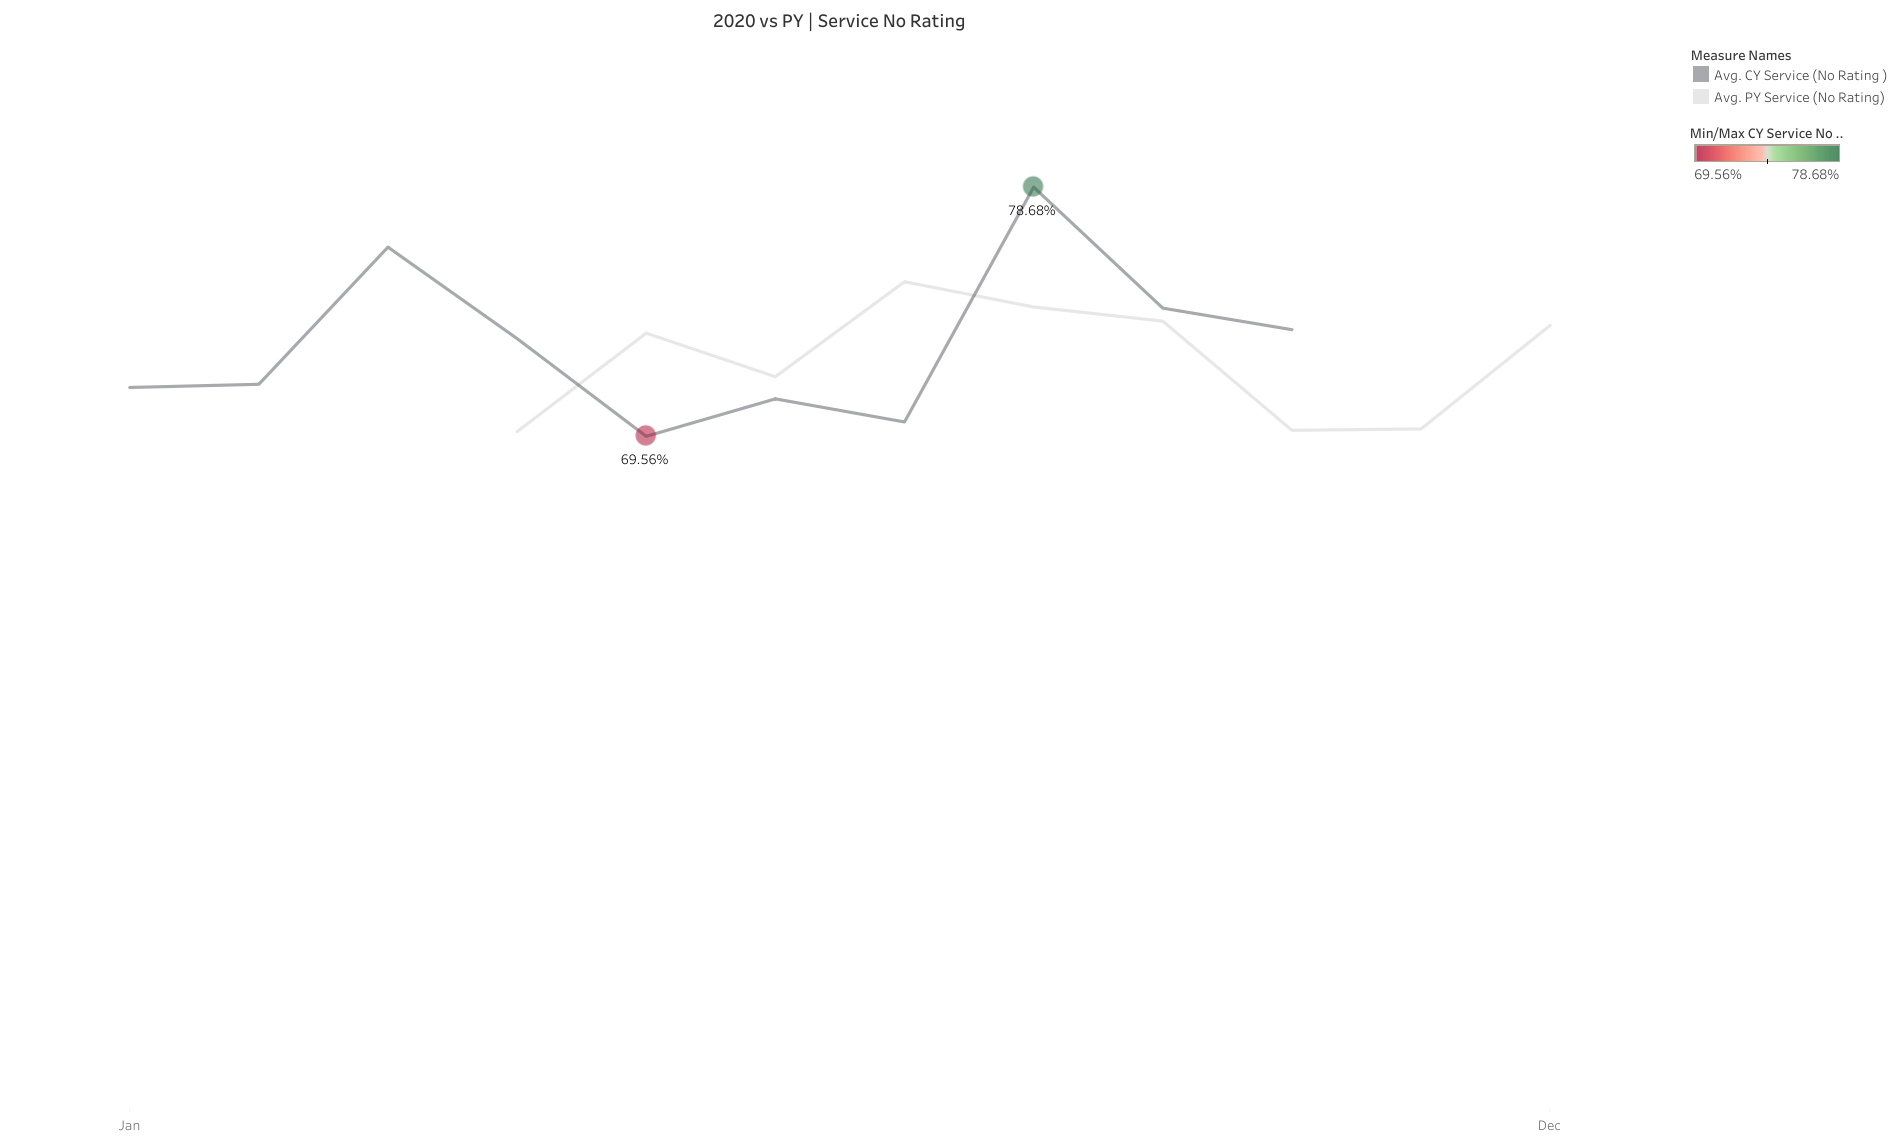 2020 vs PY | Service No Rating
Measure Names
Avg. CY Service (No Rating )
Avg. PY Service (No Rating)
Min/Max CY Service No ..
69.56% 78.68%
78.68%
69.56%
Jan Dec